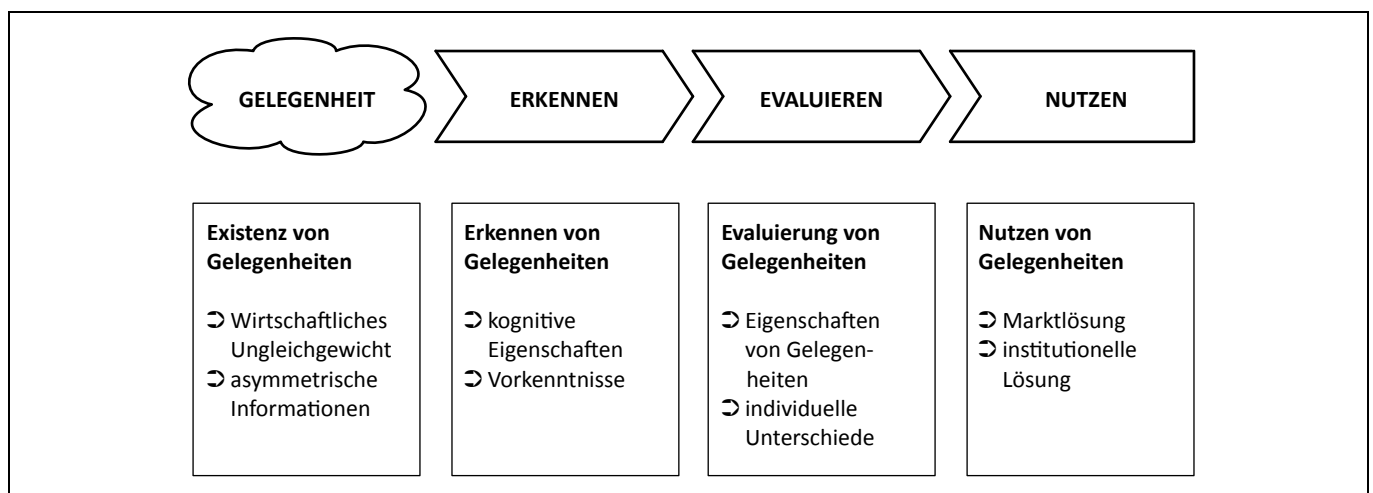 GELEGENHEIT
ERKENNEN
EVALUIEREN
NUTZEN
Existenz von
Gelegenheiten
➲ Wirtschaftliches
Ungleichgewicht
➲ asymmetrische
Informationen
Erkennen von
Gelegenheiten
➲ kognitive
Eigenschaften
➲ Vorkenntnisse
Evaluierung von
Gelegenheiten
➲ Eigenschaften
von Gelegen-
heiten
➲ individuelle
Unterschiede
Nutzen von
Gelegenheiten
➲ Marktlösung
➲ institutionelle
Lösung